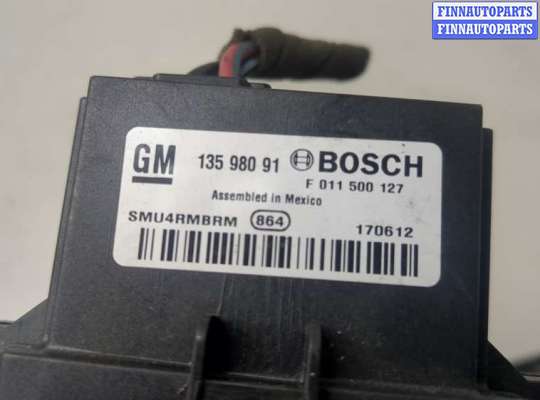 FINNAUTOPARTS
FINNAUTOPARTS
GM 135 980 91 BOSCH
F 011 500 127
Assembled in Mexico
SMU4RMBRM 864 170612